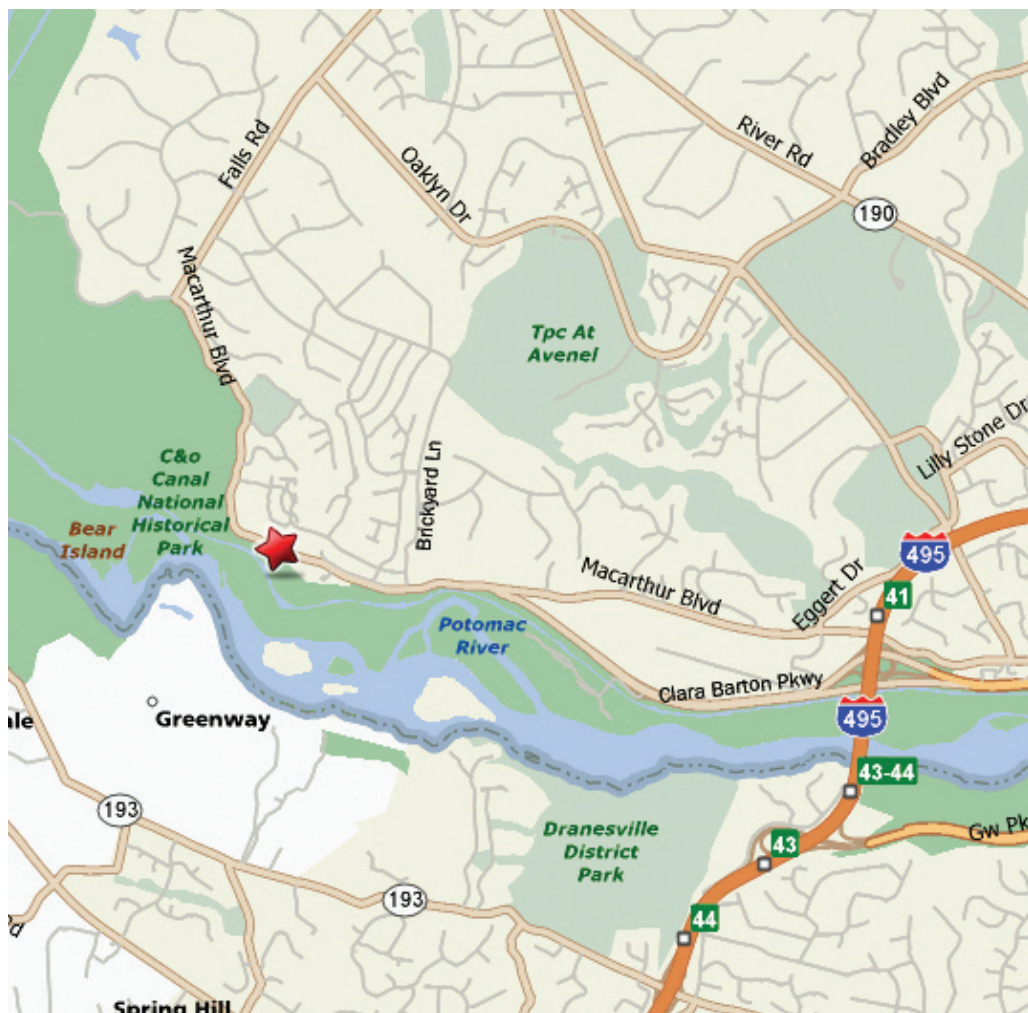 Falls Rd
Oaklyn Dr
River Rd
Bradley Blvd
190
Macarthur Blvd
Tpc At
Avenel
Lilly Stone Dr
C&o
Canal
National
Historical
Park
Bear
Island
Brickyard Ln
495
Macarthur Blvd
Eggert Dr
41
Potomac
River
Clara Barton Pkwy
495
Greenway
ale
43-44
193
Dranesville
District
Park
43
Gw Pk
193
44
Rd
Spring Hill